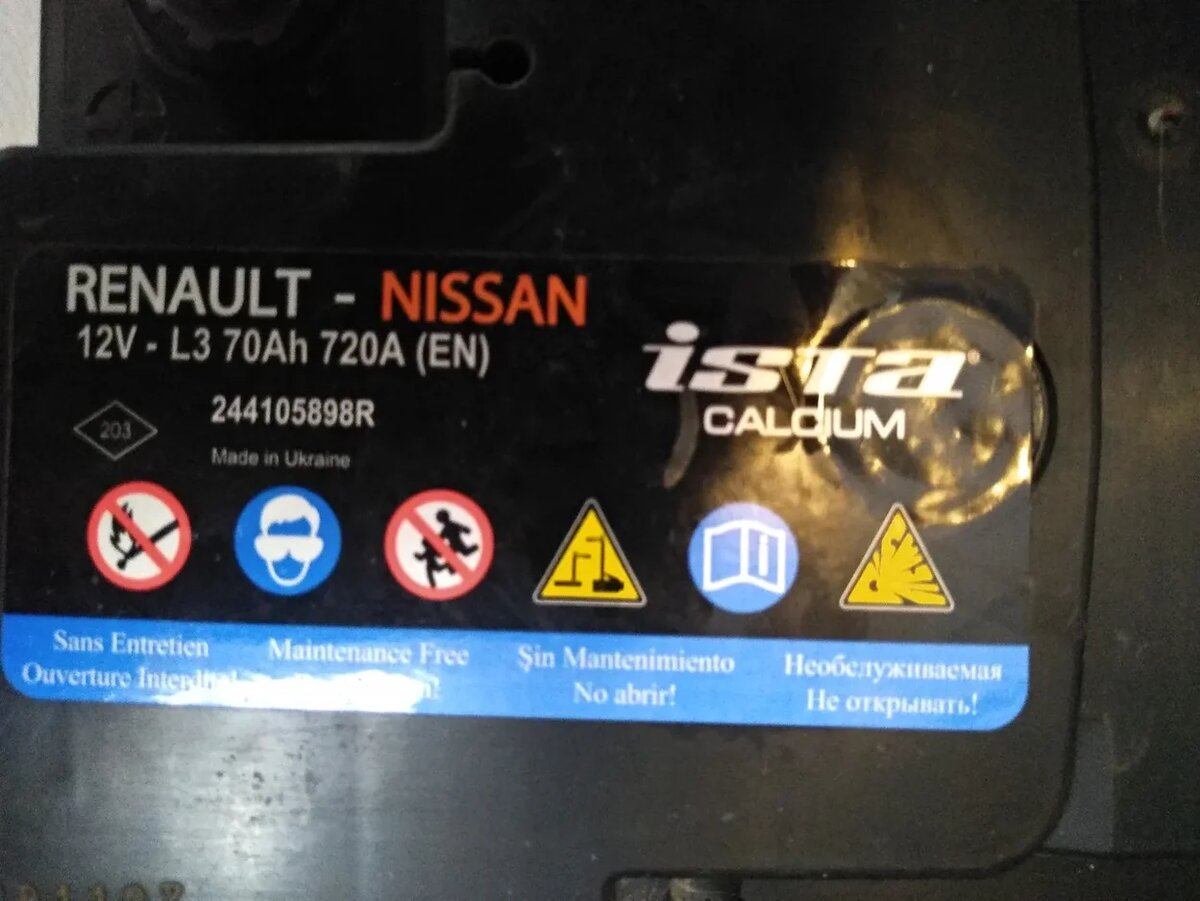 RENAULT - NISSAN
12V - L3 70Ah 720A (EN)
ista
CALCIUM
244105898R
203
Made in Ukraine
Sans Entretien
Ouverture
Maintenance Free
Şin Mantenimiento
No abrir!
Необслуживаемая
Не открывать!